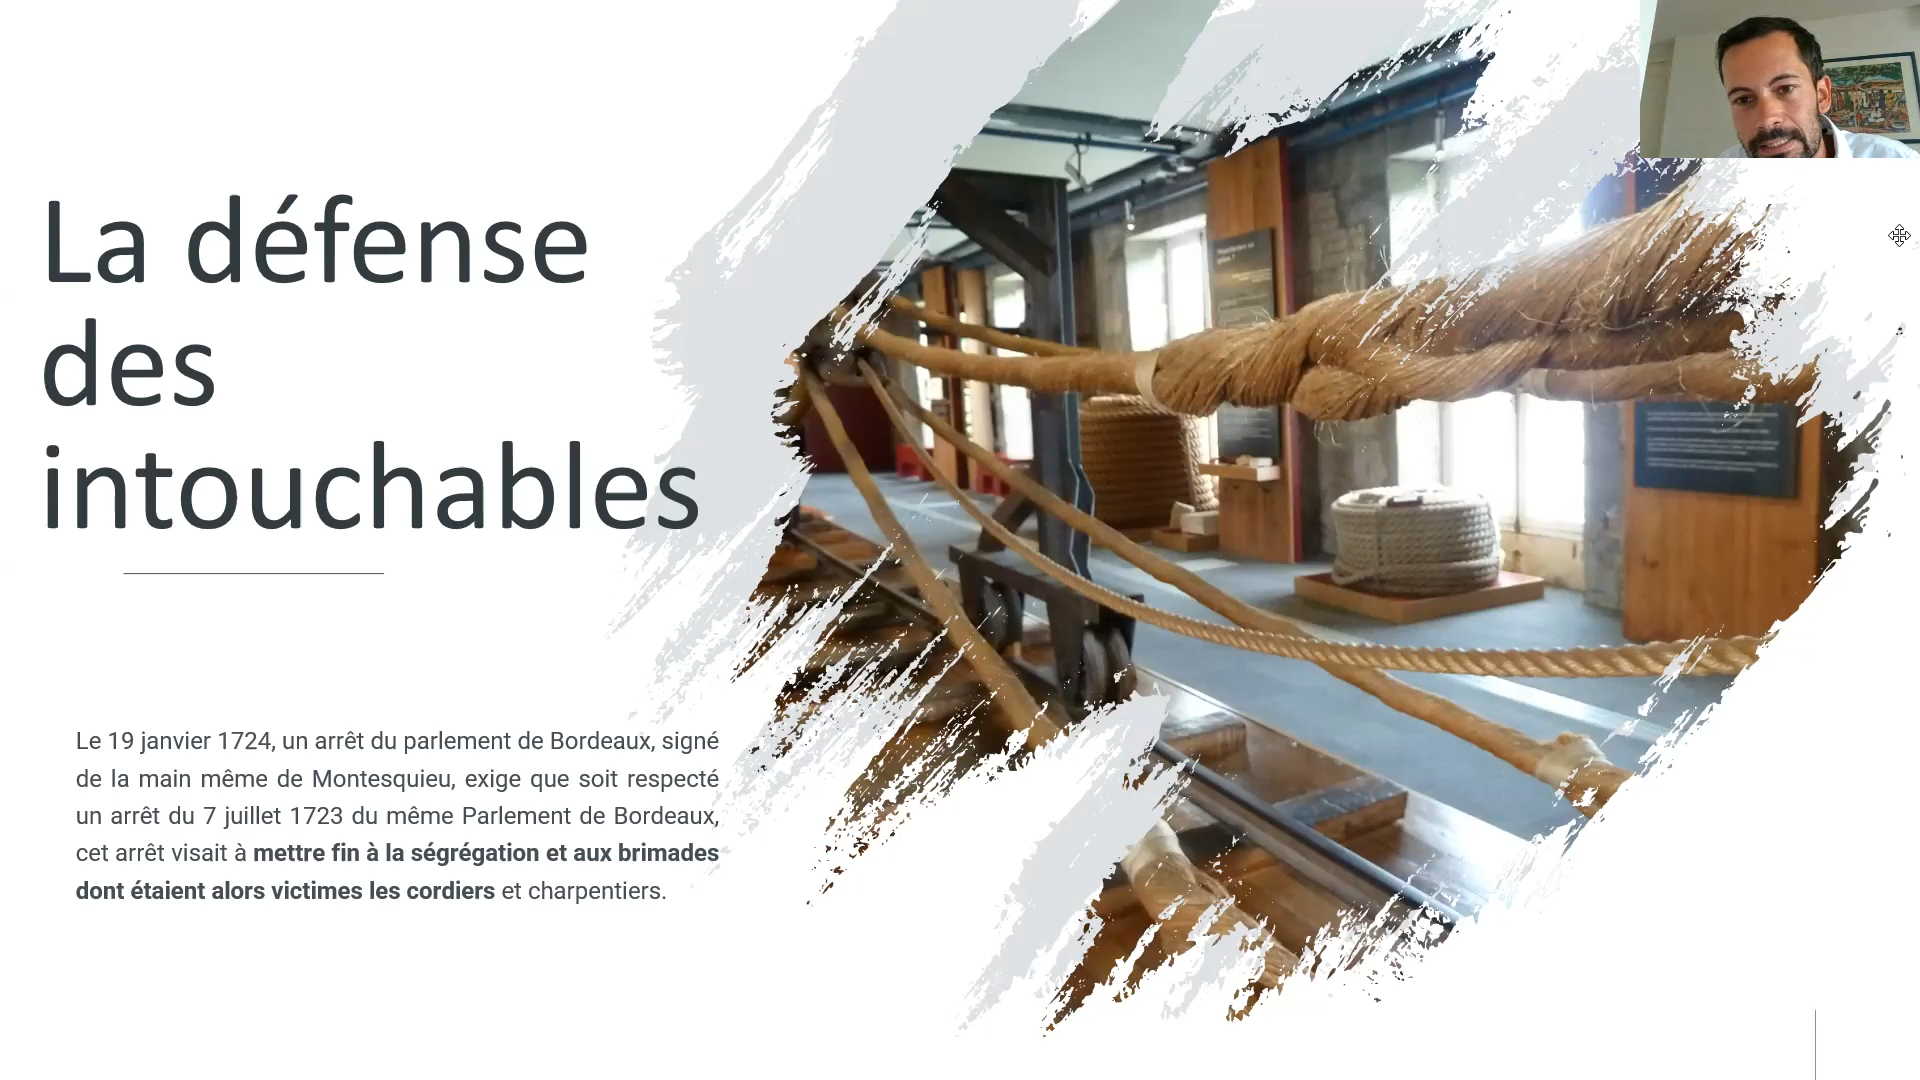 La défense
des
intouchables
Le 19 janvier 1724, un arrêt du parlement de Bordeaux, signé
de la main même de Montesquieu, exige que soit respecté
un arrêt du 7 juillet 1723 du même Parlement de Bordeaux,
cet arrêt visait à mettre fin à la ségrégation et aux brimades
dont étaient alors victimes les cordiers et charpentiers.